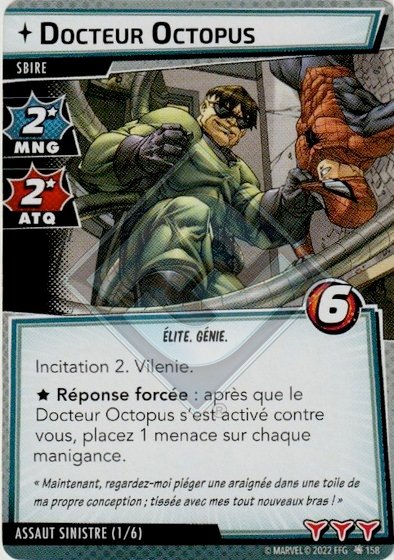 DOCTEUR OCTOPUS
SBIRE
2*
MNG
2*
ATQ
6
ÉLITE. GÉNIE.
Incitation 2. Vilenie.
★ Réponse forcée : après que le
Docteur Octopus s'est activé contre
vous, placez 1 menace sur chaque
manigance.
« Maintenant, regardez-moi piéger une araignée dans une toile de
ma propre conception ; tissée avec mes tout nouveaux bras ! »
ASSAUT SINISTRE (1/6)
© MARVEL © 2022 FFG 158